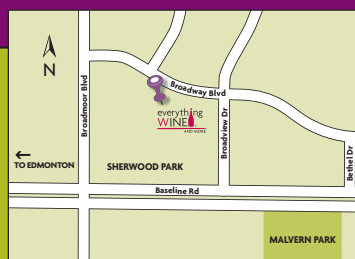 N
Broadmoor Blvd
Broadway Blvd
everything
WINE
AND MORE
Broadview Dr
Bethel Dr
TO EDMONTON
SHERWOOD PARK
Baseline Rd
MALVERN PARK